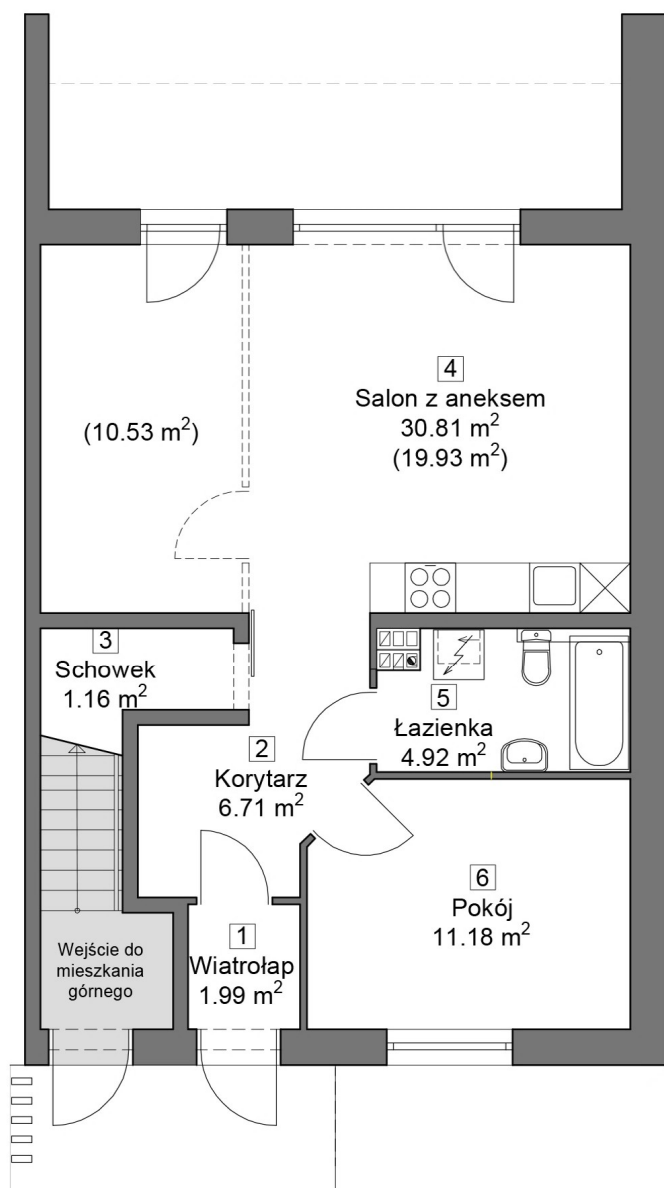 4
Salon z aneksem
30.81 m²
(19.93 m²)
(10.53 m²)
3
Schowek
1.16 m²
5
Łazienka
4.92 m²
2
Korytarz
6.71 m²
6
Pokój
11.18 m²
1
Wiatrołap
1.99 m²
Wejście do
mieszkania
górnego